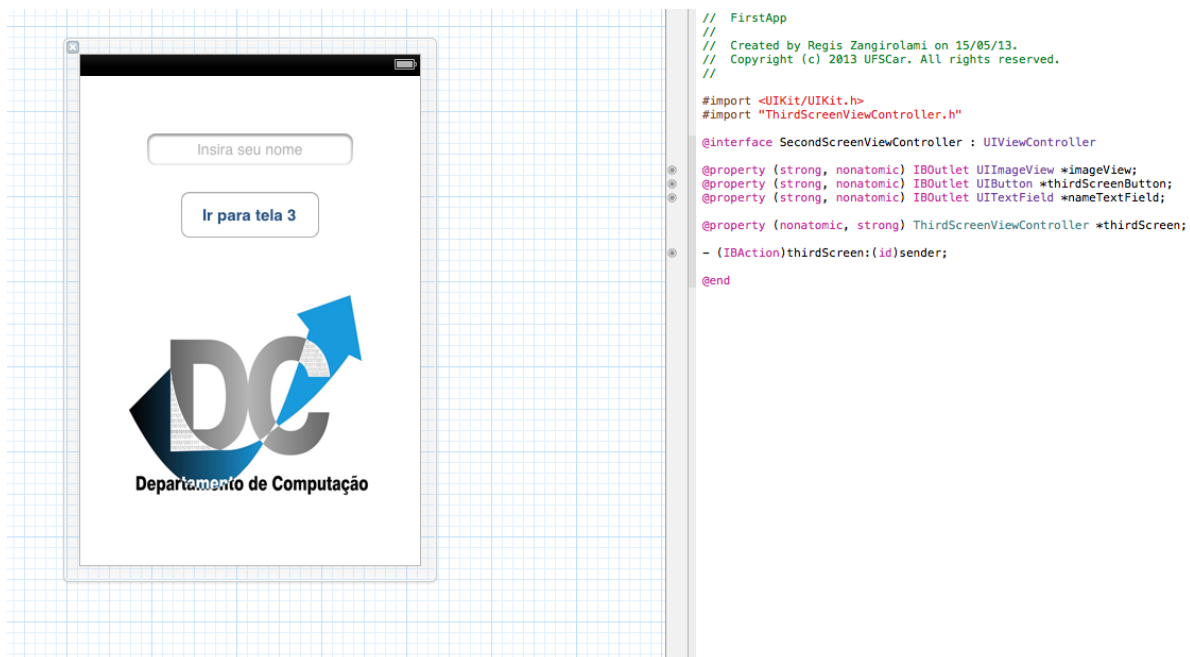 Insira seu nome
Ir para tela 3
DC
Departamento de Computação
//  FirstApp
//
//  Created by Regis Zangirolami on 15/05/13.
//  Copyright (c) 2013 UFSCar. All rights reserved.
//
#import <UIKit/UIKit.h>
#import "ThirdScreenViewController.h"
@interface SecondScreenViewController : UIViewController
@property (strong, nonatomic) IBOutlet UIImageView *imageView;
@property (strong, nonatomic) IBOutlet UIButton *thirdScreenButton;
@property (strong, nonatomic) IBOutlet UITextField *nameTextField;
@property (nonatomic, strong) ThirdScreenViewController *thirdScreen;
- (IBAction)thirdScreen:(id)sender;
@end